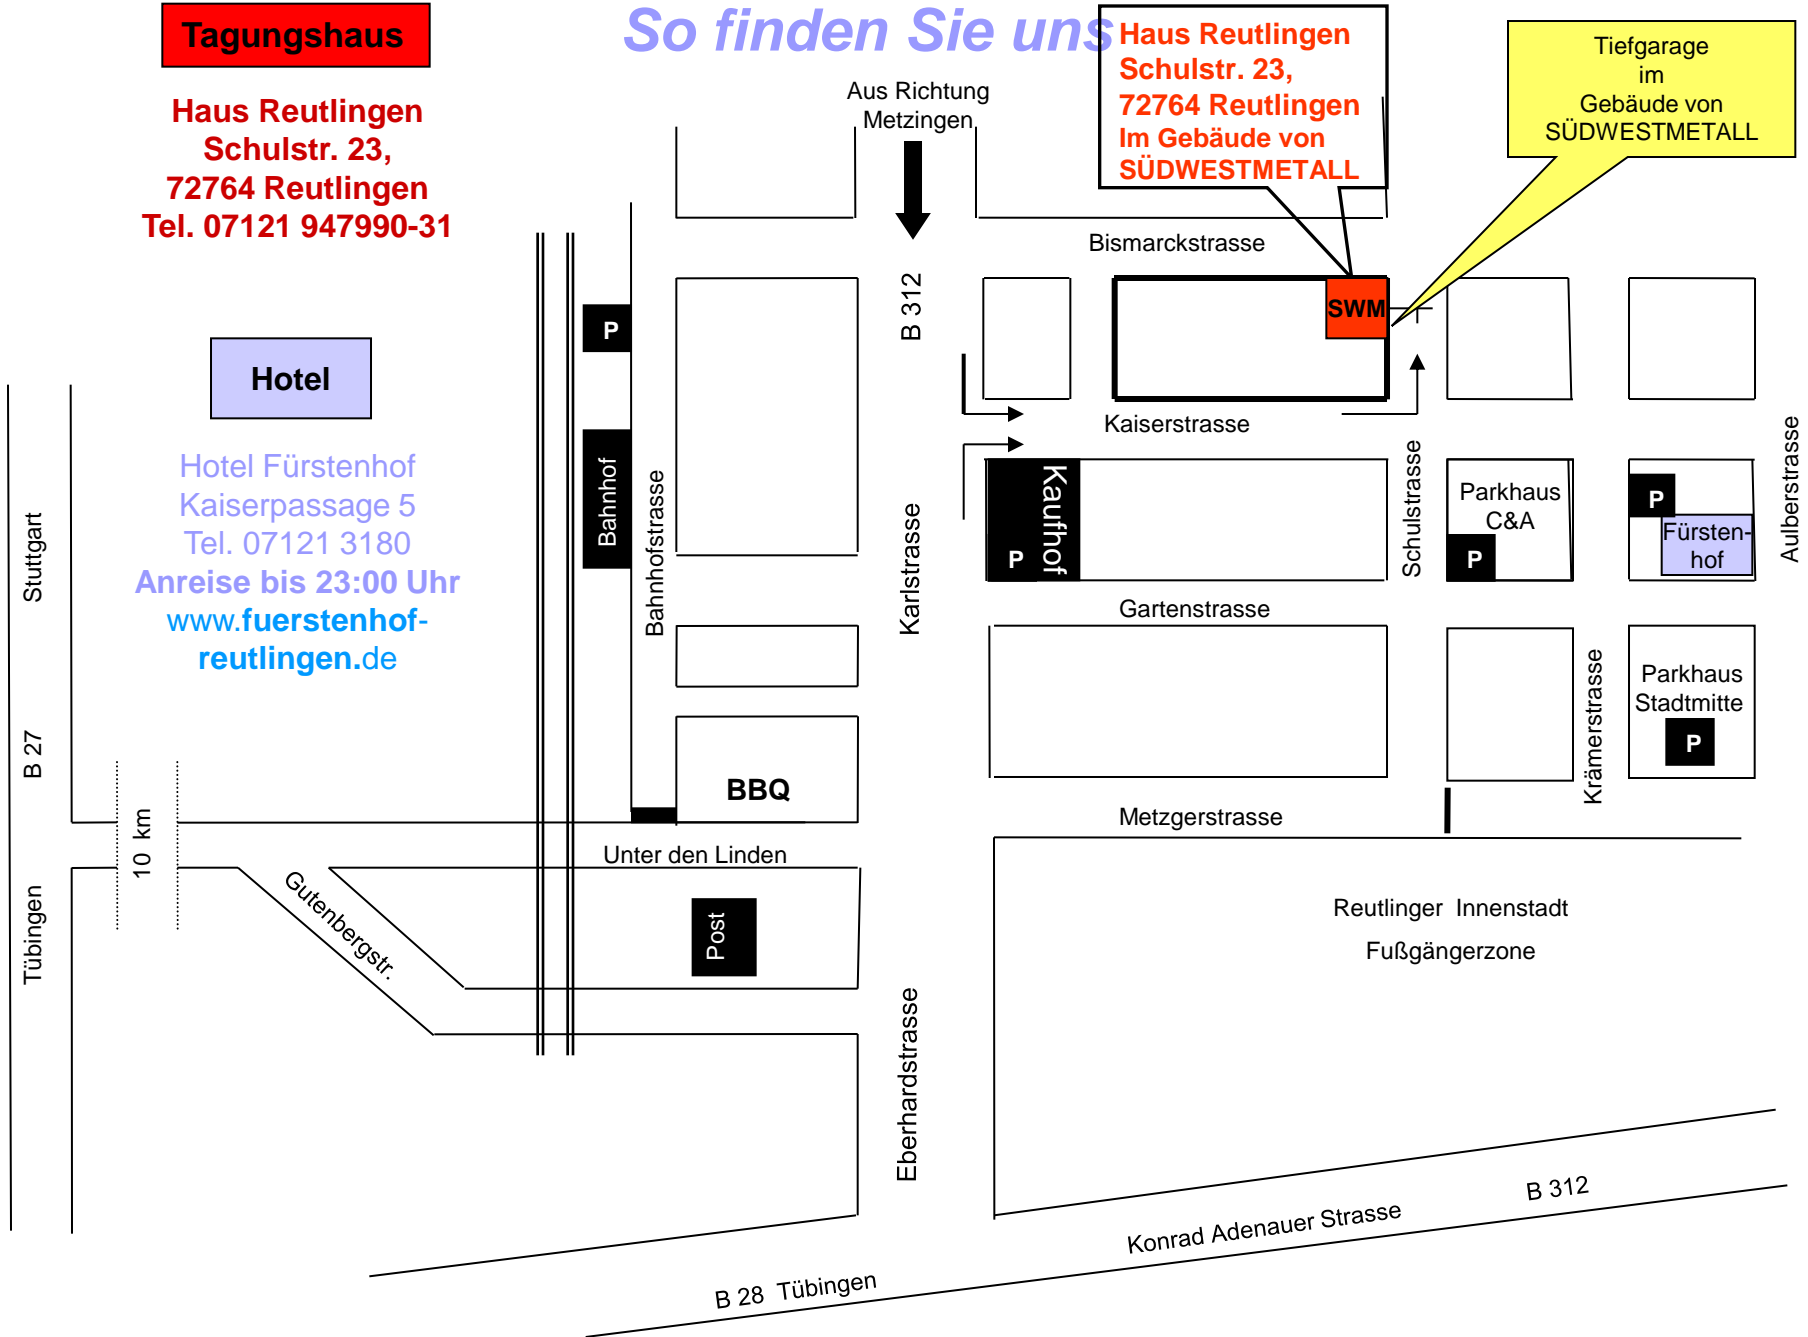 Tagungshaus
So finden Sie uns
Haus Reutlingen
Schulstr. 23,
72764 Reutlingen
Tel. 07121 947990-31
Hotel
Hotel Fürstenhof
Kaiserpassage 5
Tel. 07121 3180
Anreise bis 23:00 Uhr
www.fuerstenhof-
reutlingen.de
Aus Richtung
Metzingen
Haus Reutlingen
Schulstr. 23,
72764 Reutlingen
Im Gebäude von
SÜDWESTMETALL
Tiefgarage
im
Gebäude von
SÜDWESTMETALL
Bismarckstrasse
B 312
SWM
P
Kaiserstrasse
Bahnhof
Bahnhofstrasse
Karlstrasse
Kaufhof
P
Schulstrasse
Parkhaus
C&A
P
P
Fürsten-
hof
Aulberstrasse
Stuttgart
B 27
Tübingen
10 km
Gartenstrasse
Krämerstrasse
Parkhaus
Stadtmitte
P
BBQ
Metzgerstrasse
Unter den Linden
Gutenbergstr.
Post
Reutlinger Innenstadt
Fußgängerzone
Eberhardstrasse
B 312
Konrad Adenauer Strasse
B 28 Tübingen